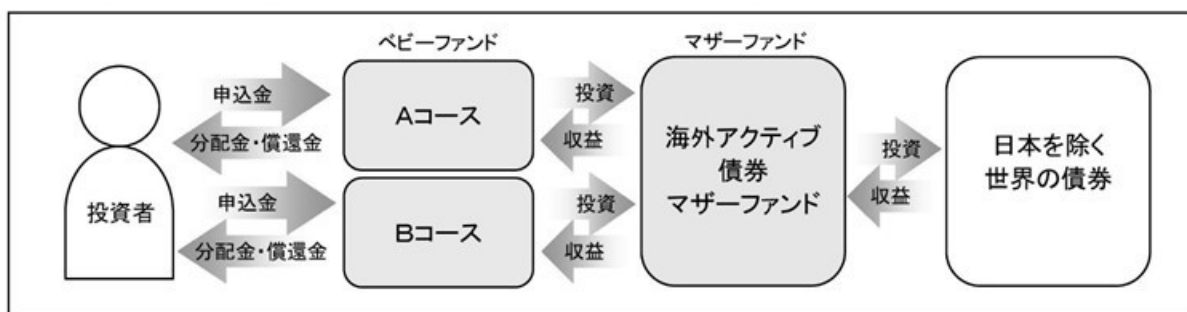 ベビーファンド
マザーファンド
申込金
分配金・償還金
Aコース
投資
収益
申込金
分配金・償還金
Bコース
投資
収益
投資者
海外アクティブ
債券
マザーファンド
投資
収益
日本を除く
世界の債券